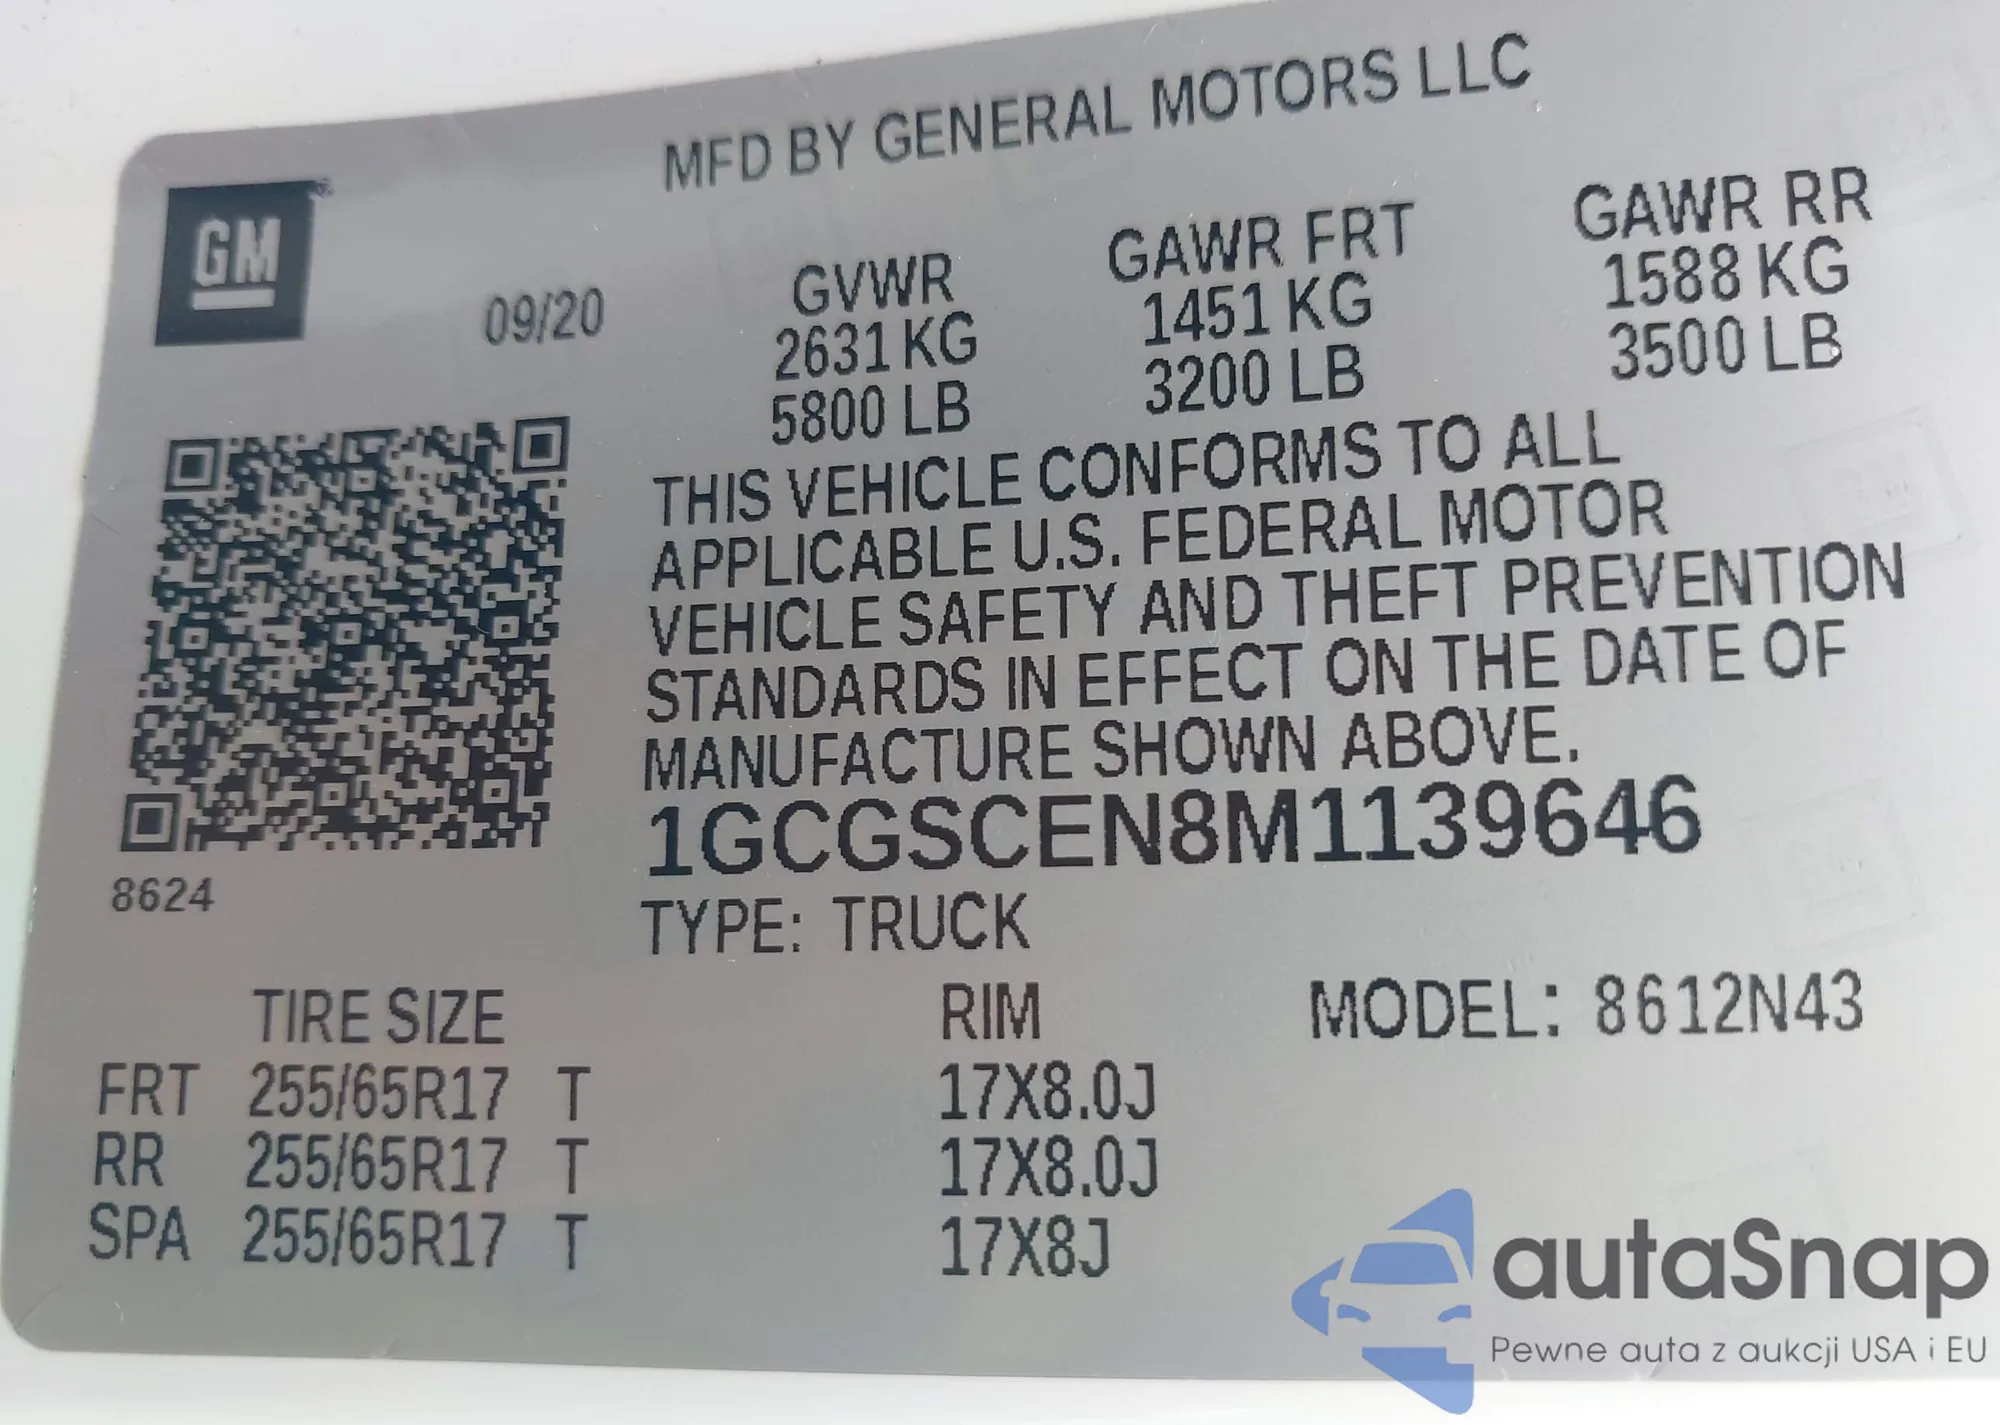 MFD BY GENERAL MOTORS LLC
GM
09/20
GVWR
2631 KG
5800 LB
GAWR FRT
1451 KG
3200 LB
GAWR RR
1588 KG
3500 LB
THIS VEHICLE CONFORMS TO ALL
APPLICABLE U.S. FEDERAL MOTOR
VEHICLE SAFETY AND THEFT PREVENTION
STANDARDS IN EFFECT ON THE DATE OF
MANUFACTURE SHOWN ABOVE.
1GCGSCEN8M1139646
8624
TYPE: TRUCK
TIRE SIZE RIM MODEL: 8612N43
FRT 255/65R17 T 17X8.0J
RR 255/65R17 T 17X8.0J
SPA 255/65R17 T 17X8J
autaSnap
Pewne auta z aukcji USA i EU